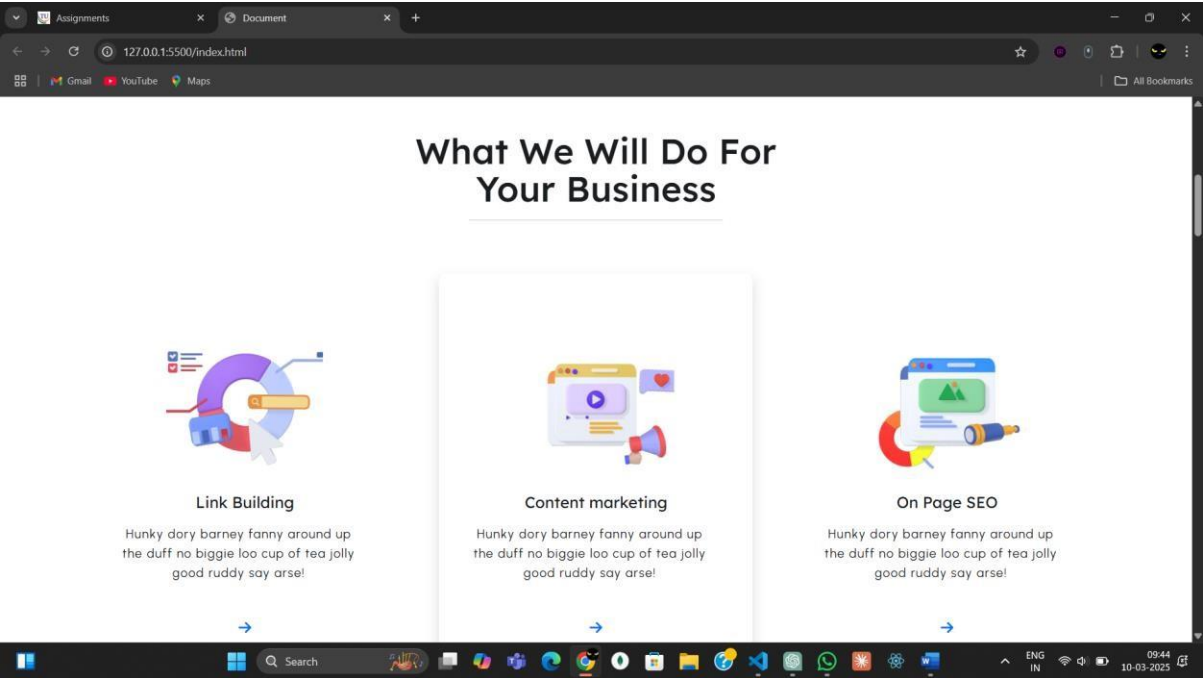 Assignments
Document
127.0.0.1:5500/index.html
Gmail
YouTube
Maps
All Bookmarks
What We Will Do For
Your Business
Link Building
Hunky dory barney fanny around up
the duff no biggie loo cup of tea jolly
good ruddy say arse!
Content marketing
Hunky dory barney fanny around up
the duff no biggie loo cup of tea jolly
good ruddy say arse!
On Page SEO
Hunky dory barney fanny around up
the duff no biggie loo cup of tea jolly
good ruddy say arse!
Search
ENG
IN
09:44
10-03-2025